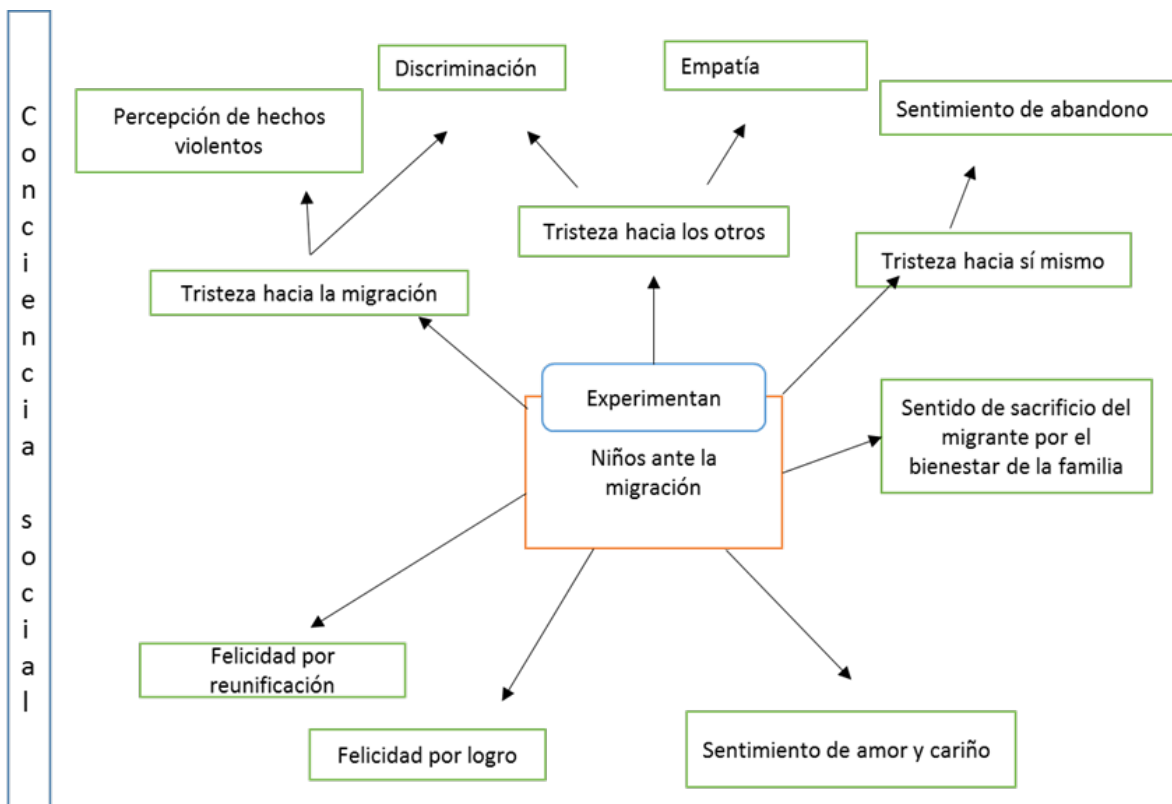 Conciencia social
Discriminación
Empatía
Percepción de hechos
violentos
Sentimiento de abandono
Tristeza hacia los otros
Tristeza hacia sí mismo
Tristeza hacia la migración
Experimentan
Niños ante la
migración
Sentido de sacrificio del
migrante por el
bienestar de la familia
Felicidad por
reunificación
Felicidad por logro
Sentimiento de amor y cariño